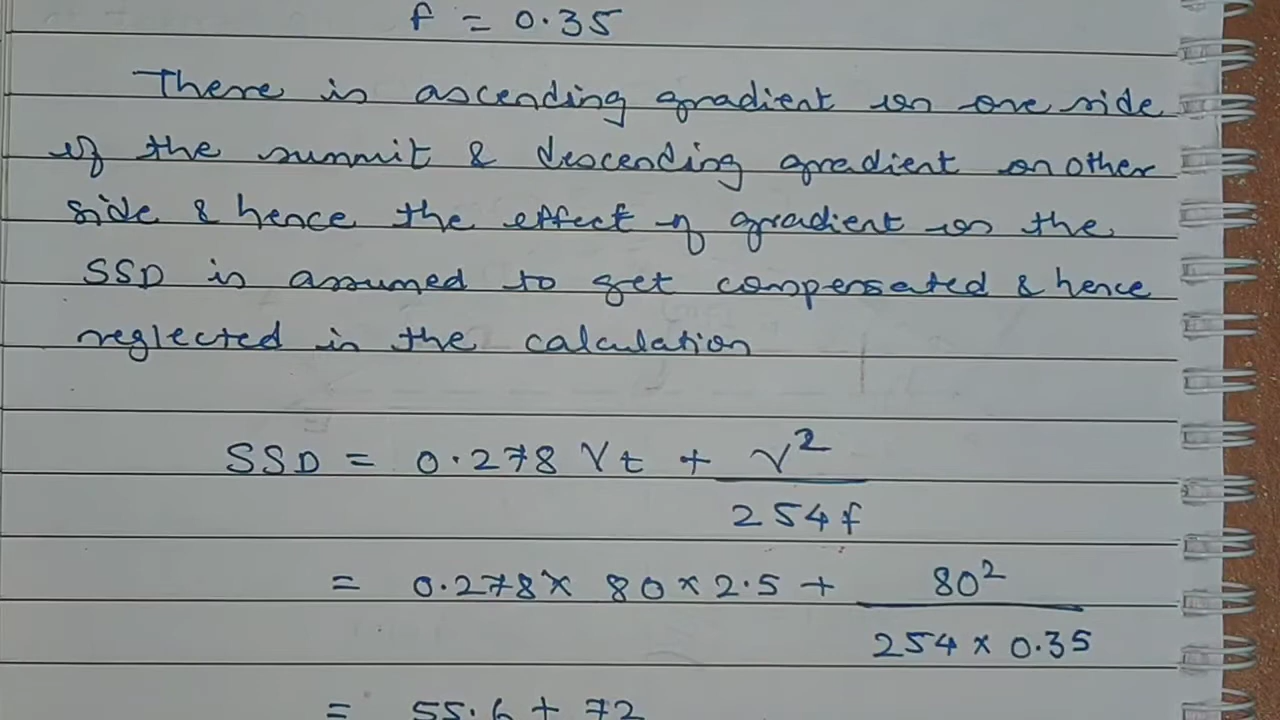 f = 0.35
There is ascending gradient on one side
of the summit & descending gradient on other
side & hence the effect of gradient on the
SSD is assumed to get compensated & hence
neglected in the calculation
SSD = 0.278 Vt + V²
254f
= 0.278 × 80 × 2.5 + 80²
254 × 0.35
= 55.6 + 72